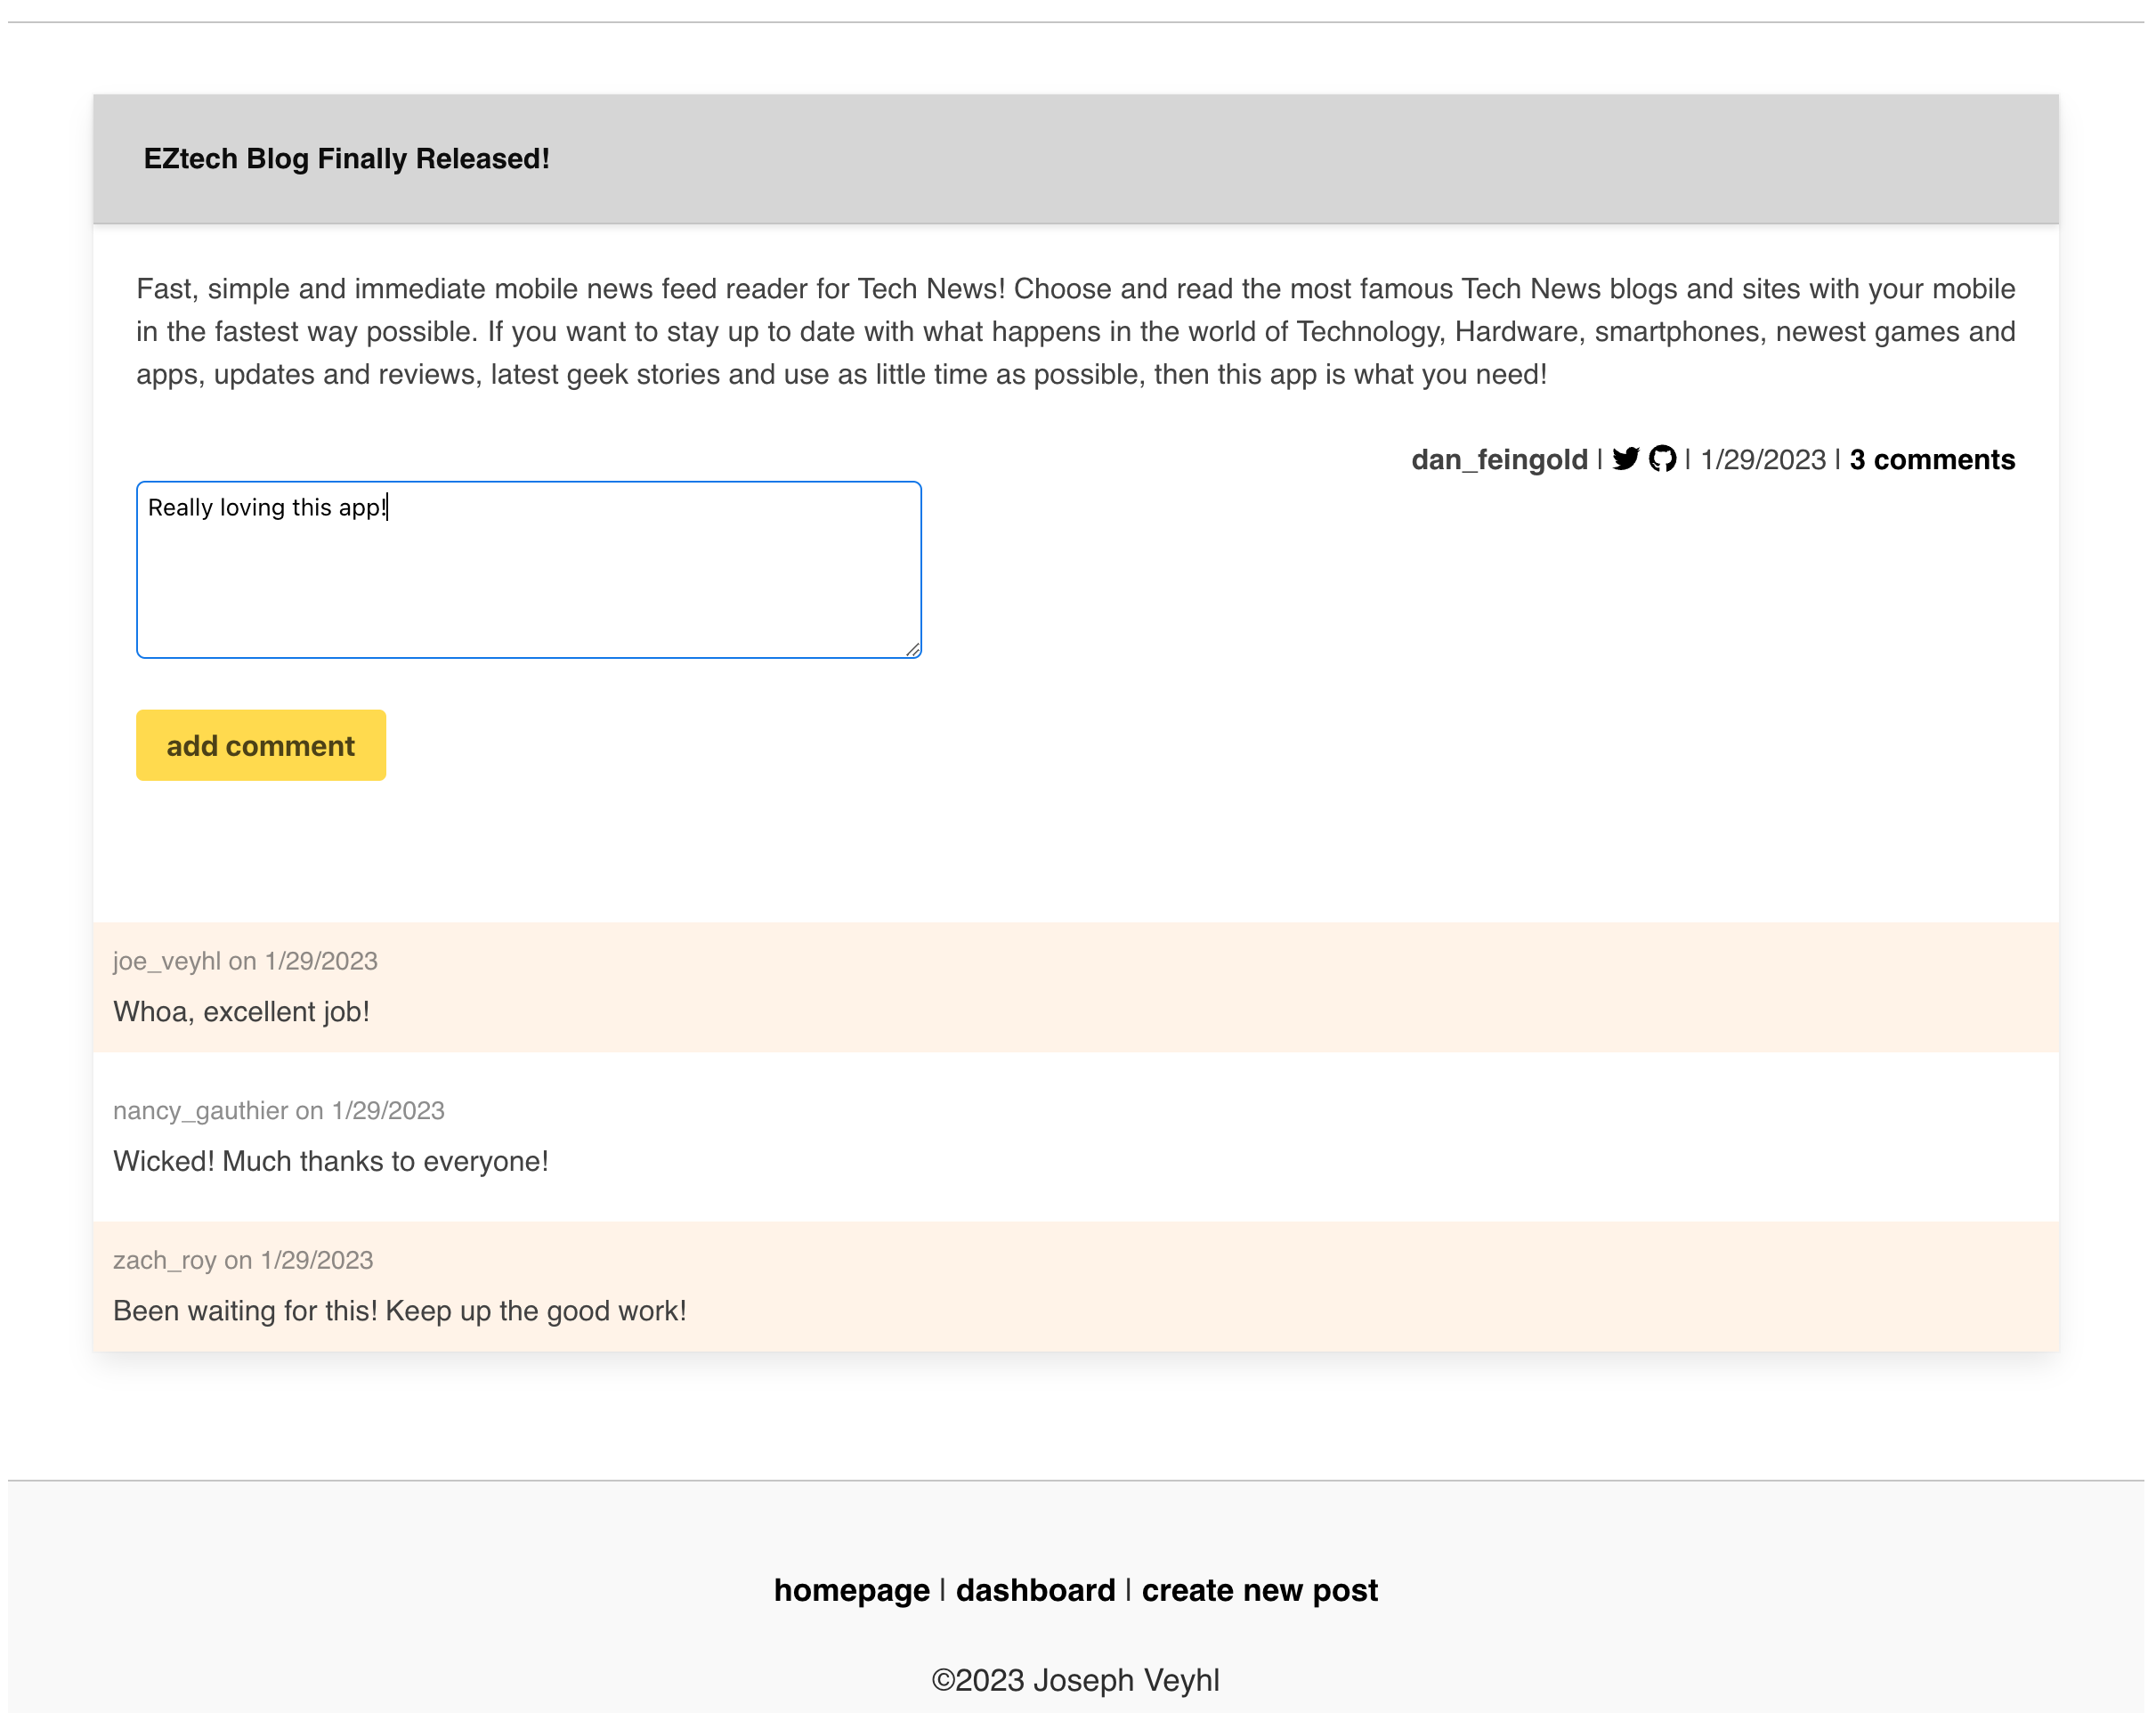 EZtech Blog Finally Released!
Fast, simple and immediate mobile news feed reader for Tech News! Choose and read the most famous Tech News blogs and sites with your mobile
in the fastest way possible. If you want to stay up to date with what happens in the world of Technology, Hardware, smartphones, newest games and
apps, updates and reviews, latest geek stories and use as little time as possible, then this app is what you need!
dan_feingold | | 1/29/2023 | 3 comments
Really loving this app!
add comment
joe_veyhl on 1/29/2023
Whoa, excellent job!
nancy_gauthier on 1/29/2023
Wicked! Much thanks to everyone!
zach_roy on 1/29/2023
Been waiting for this! Keep up the good work!
homepage | dashboard | create new post
©2023 Joseph Veyhl